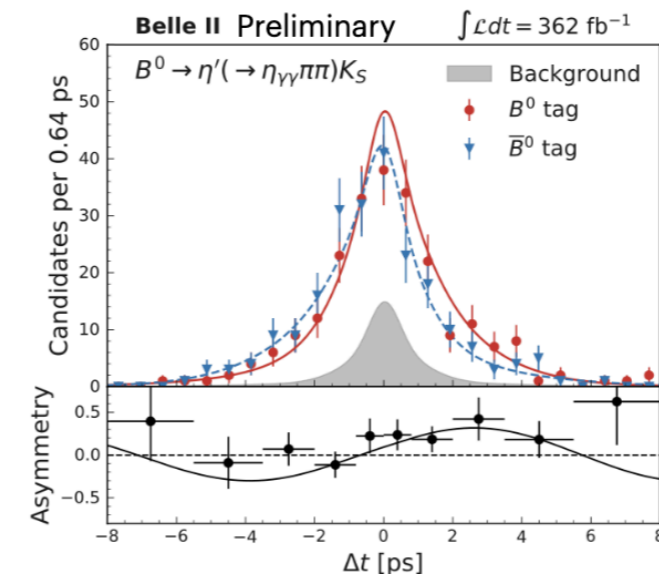 Belle II Preliminary ∫ℒdt = 362 fb⁻¹
B⁰ → η′(→ η_γγ ππ)K_S
Background
B⁰ tag
B̅⁰ tag
Candidates per 0.64 ps
60
50
40
30
20
10
0
Asymmetry
0.5
0.0
−0.5
−8 −6 −4 −2 0 2 4 6 8
Δt [ps]